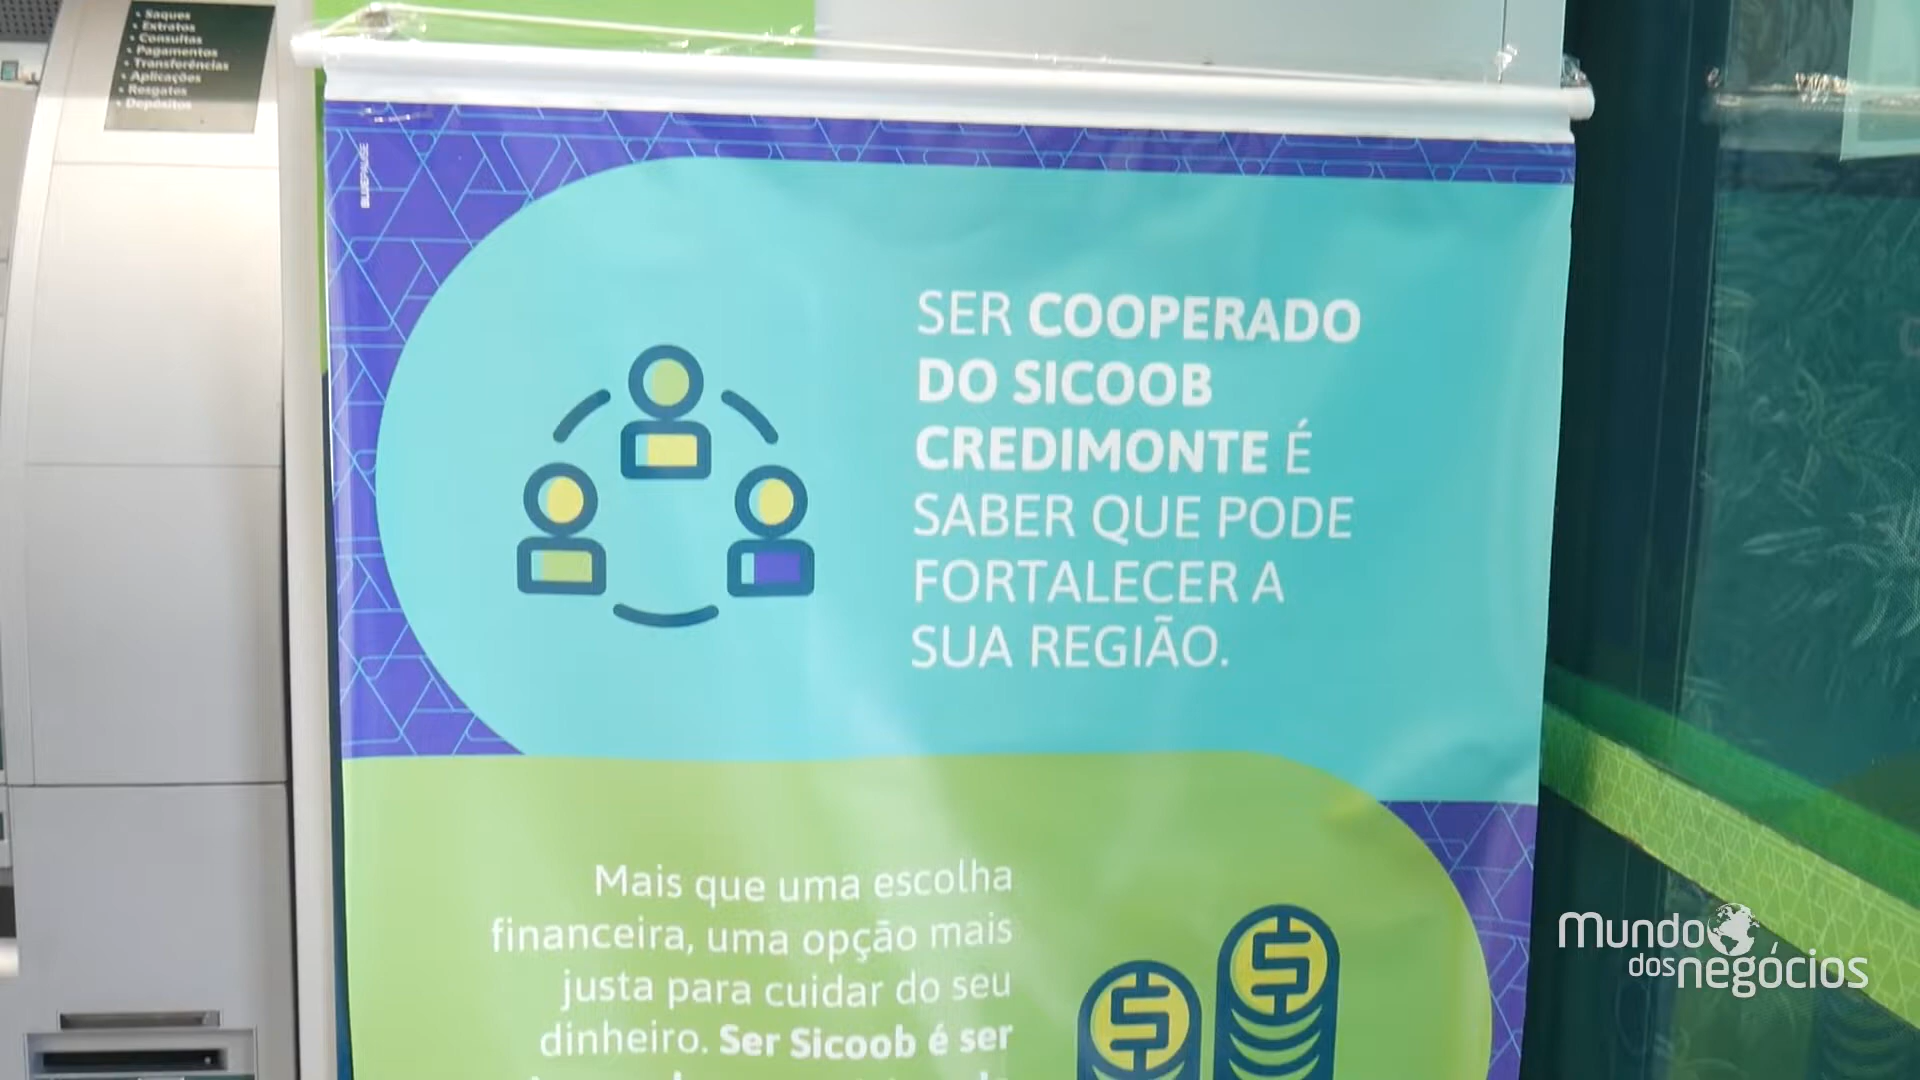 • Saques
• Extratos
• Consultas
• Pagamentos
• Transferências
• Aplicações
• Resgates
• Depósitos
BLUEPAUSE
SER COOPERADO
DO SICOOB
CREDIMONTE É
SABER QUE PODE
FORTALECER A
SUA REGIÃO.
Mais que uma escolha
financeira, uma opção mais
justa para cuidar do seu
dinheiro. Ser Sicoob é ser
Mundo
dos negócios